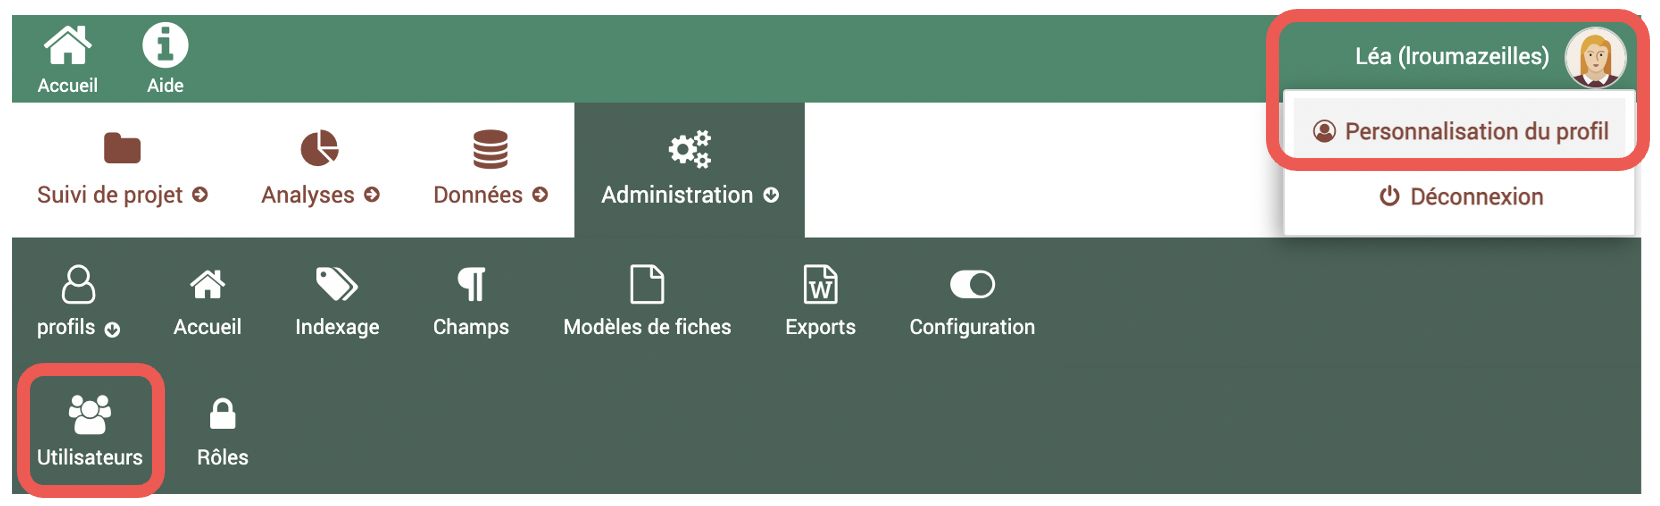 Accueil
Aide
Léa (lroumazeilles)
Personnalisation du profil
Déconnexion
Suivi de projet
Analyses
Données
Administration
profils
Accueil
Indexage
Champs
Modèles de fiches
Exports
Configuration
Utilisateurs
Rôles